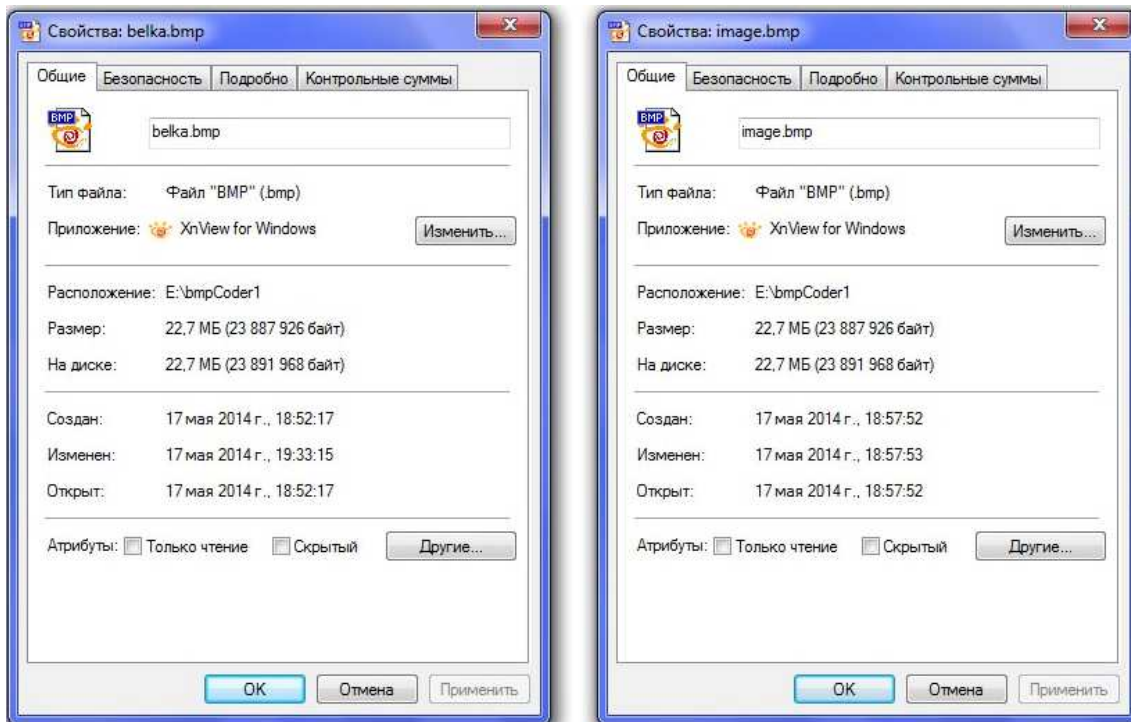 Свойства: belka.bmp
Общие Безопасность Подробно Контрольные суммы
BMP
belka.bmp
Тип файла: Файл "BMP" (.bmp)
Приложение: XnView for Windows Изменить...
Расположение: E:\bmpCoder1
Размер: 22,7 МБ (23 887 926 байт)
На диске: 22,7 МБ (23 891 968 байт)
Создан: 17 мая 2014 г., 18:52:17
Изменен: 17 мая 2014 г., 19:33:15
Открыт: 17 мая 2014 г., 18:52:17
Атрибуты: Только чтение Скрытый Другие...
OK Отмена Применить
Свойства: image.bmp
Общие Безопасность Подробно Контрольные суммы
BMP
image.bmp
Тип файла: Файл "BMP" (.bmp)
Приложение: XnView for Windows Изменить...
Расположение: E:\bmpCoder1
Размер: 22,7 МБ (23 887 926 байт)
На диске: 22,7 МБ (23 891 968 байт)
Создан: 17 мая 2014 г., 18:57:52
Изменен: 17 мая 2014 г., 18:57:53
Открыт: 17 мая 2014 г., 18:57:52
Атрибуты: Только чтение Скрытый Другие...
OK Отмена Применить